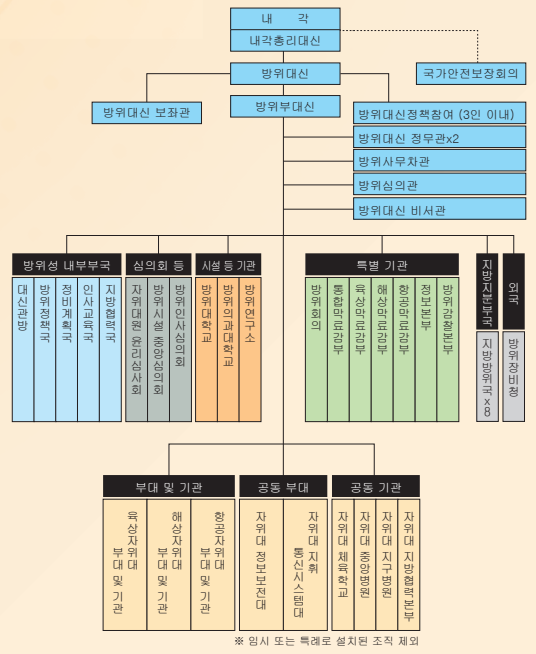 내 각
내각총리대신
방위대신
국가안전보장회의
방위대신 보좌관
방위부대신
방위대신정책참여 (3인 이내)
방위대신 정무관x2
방위사무차관
방위심의관
방위대신 비서관
방위성 내부부국
대신관방
방위정책국
정비계획국
인사교육국
지방협력국
심의회 등
자위대원 윤리심사회
방위시설 중앙심의회
방위인사심의회
시설 등 기관
방위대학교
방위의과대학교
방위연구소
특별 기관
방위회의
통합막료감부
육상막료감부
해상막료감부
항공막료감부
정보본부
방위감찰본부
지방지분부국
지방방위국x8
외국
방위장비청
부대 및 기관
육상자위대
부대 및 기관
해상자위대
부대 및 기관
항공자위대
부대 및 기관
공동 부대
자위대 정보보전대
자위대 지휘
통신시스템대
공동 기관
자위대 체육학교
자위대 중앙병원
자위대 지구병원
자위대 지방협력본부
※ 임시 또는 특례로 설치된 조직 제외